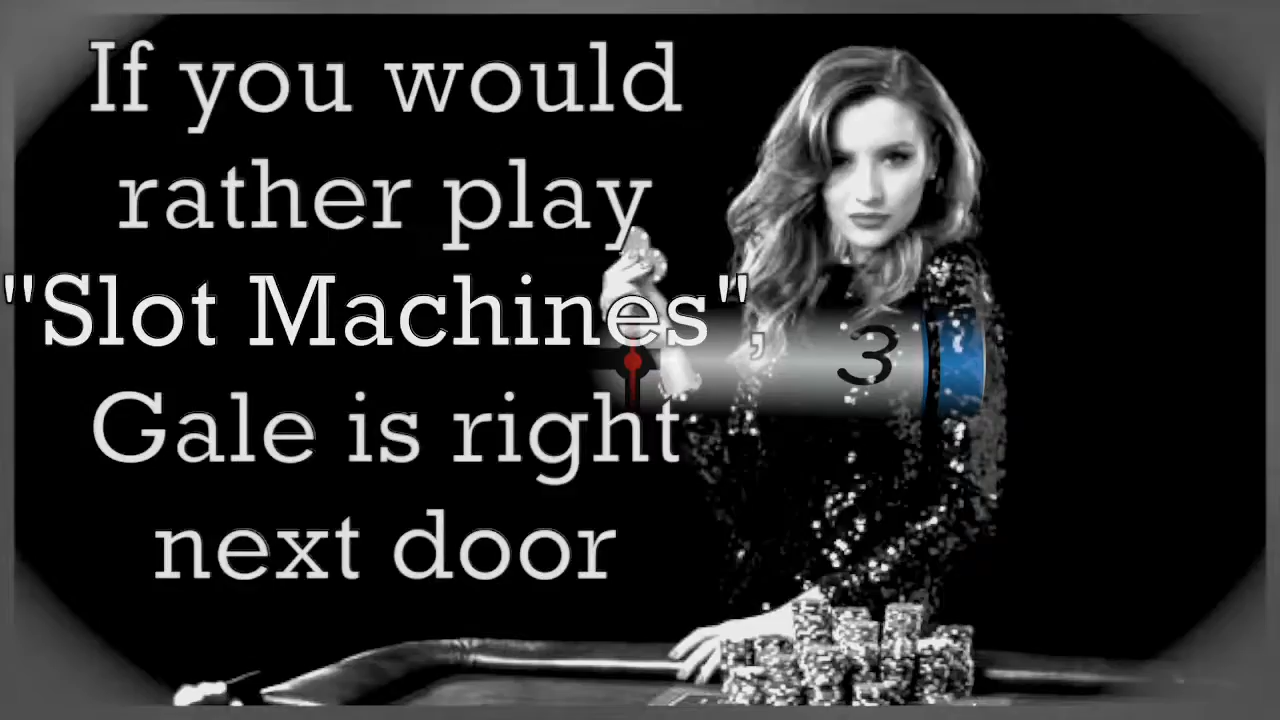 If you would
rather play
"Slot Machines",
Gale is right
next door
3